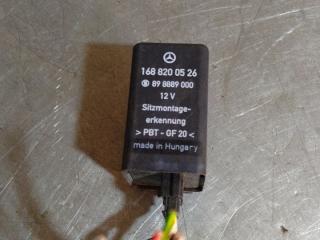 168 820 05 26
89 8889 000
12 V
Sitzmontage-
erkennung
> PBT - GF 20 <
made in Hungary